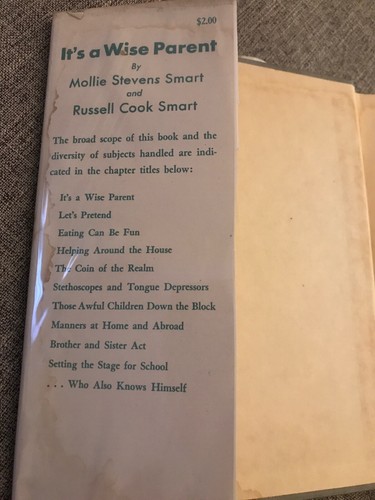 $2.00
It's a Wise Parent
By
Mollie Stevens Smart
and
Russell Cook Smart
The broad scope of this book and the
diversity of subjects handled are indi-
cated in the chapter titles below:
It's a Wise Parent
Let's Pretend
Eating Can Be Fun
Helping Around the House
The Coin of the Realm
Stethoscopes and Tongue Depressors
Those Awful Children Down the Block
Manners at Home and Abroad
Brother and Sister Act
Setting the Stage for School
. . . Who Also Knows Himself